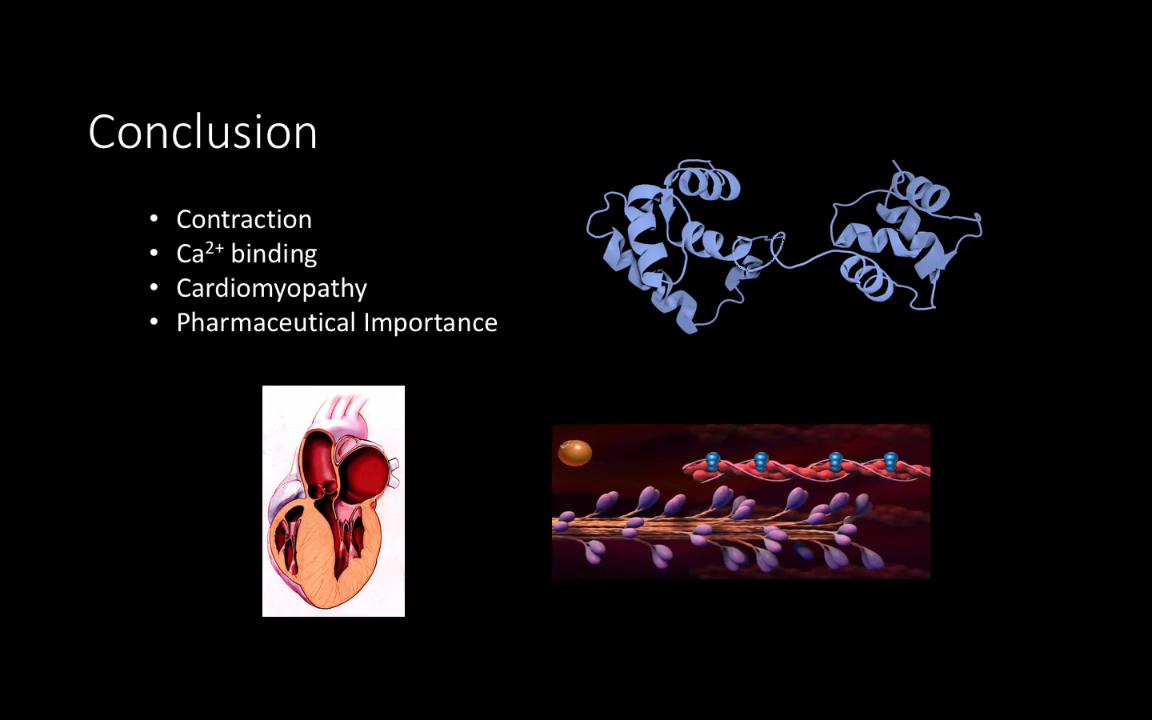 Conclusion
• Contraction
• Ca²⁺ binding
• Cardiomyopathy
• Pharmaceutical Importance